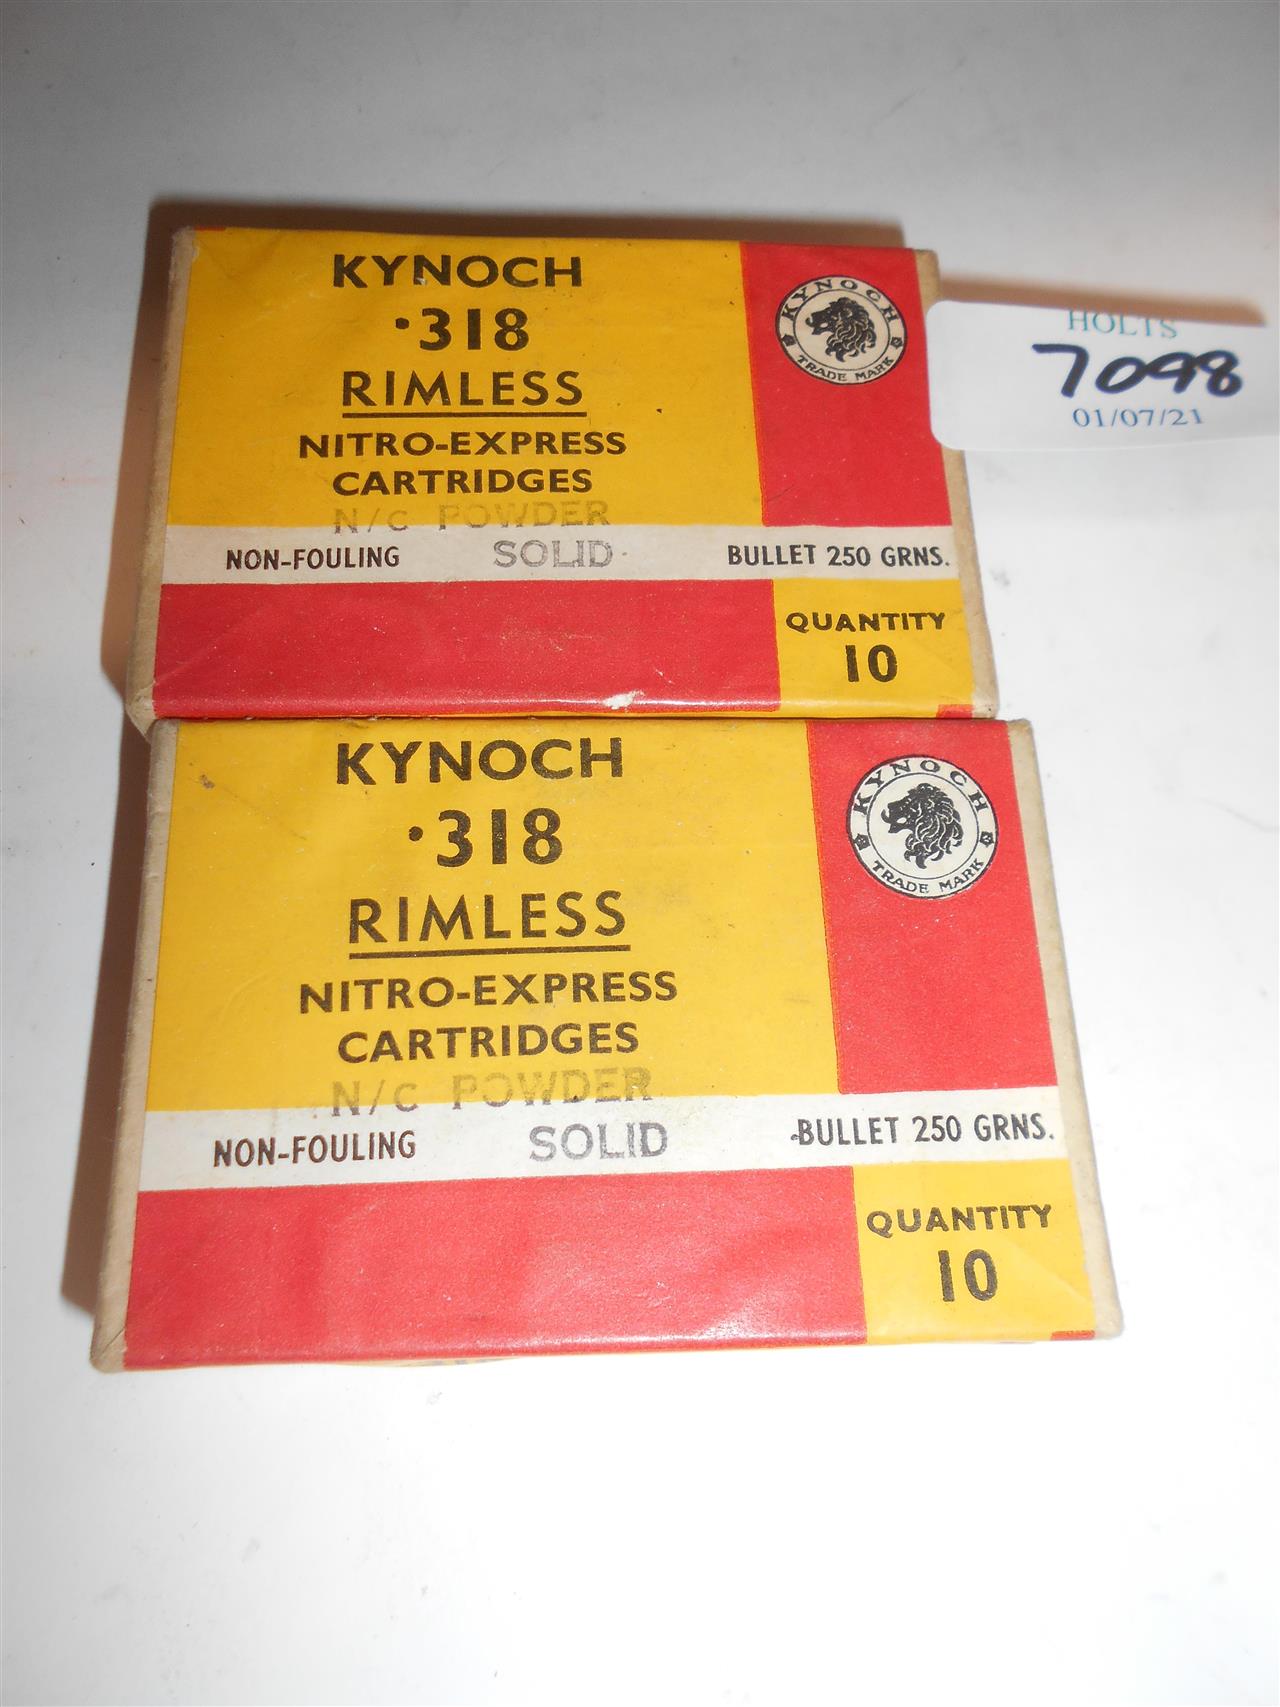 KYNOCH
·318
RIMLESS
NITRO-EXPRESS
CARTRIDGES
N/C POWDER
NON-FOULING SOLID BULLET 250 GRNS.
QUANTITY
10
KYNOCH
TRADE MARK
HOLTS
7098
01/07/21
KYNOCH
·318
RIMLESS
NITRO-EXPRESS
CARTRIDGES
N/C POWDER
NON-FOULING SOLID BULLET 250 GRNS.
QUANTITY
10
KYNOCH
TRADE MARK